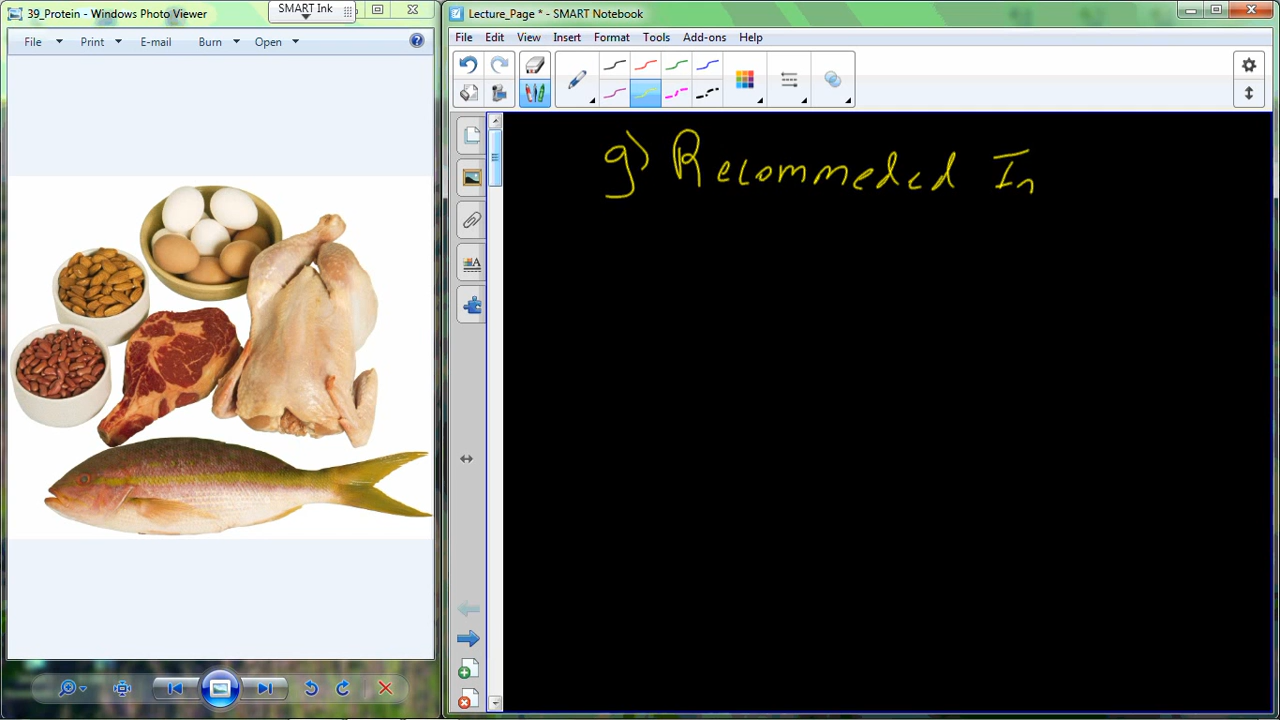 39_Protein - Windows Photo Viewer
SMART Ink
File Print E-mail Burn Open
Lecture_Page * - SMART Notebook
File Edit View Insert Format Tools Add-ons Help
g) Recommeded In